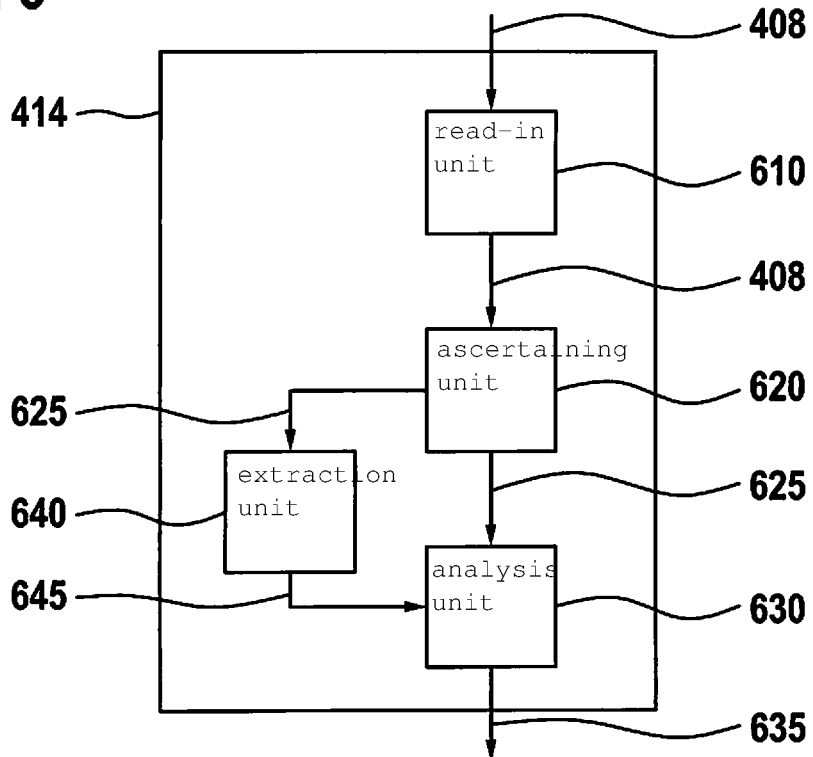 408
414
read-in
unit
610
408
ascertaining
unit
620
625
extraction
unit
625
640
analysis
unit
645
630
635